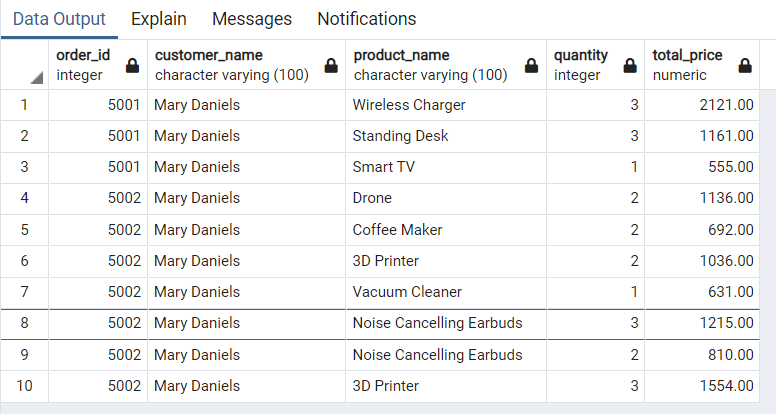 Data Output Explain Messages Notifications
order_id customer_name product_name quantity total_price
integer character varying (100) character varying (100) integer numeric
1 5001 Mary Daniels Wireless Charger 3 2121.00
2 5001 Mary Daniels Standing Desk 3 1161.00
3 5001 Mary Daniels Smart TV 1 555.00
4 5002 Mary Daniels Drone 2 1136.00
5 5002 Mary Daniels Coffee Maker 2 692.00
6 5002 Mary Daniels 3D Printer 2 1036.00
7 5002 Mary Daniels Vacuum Cleaner 1 631.00
8 5002 Mary Daniels Noise Cancelling Earbuds 3 1215.00
9 5002 Mary Daniels Noise Cancelling Earbuds 2 810.00
10 5002 Mary Daniels 3D Printer 3 1554.00